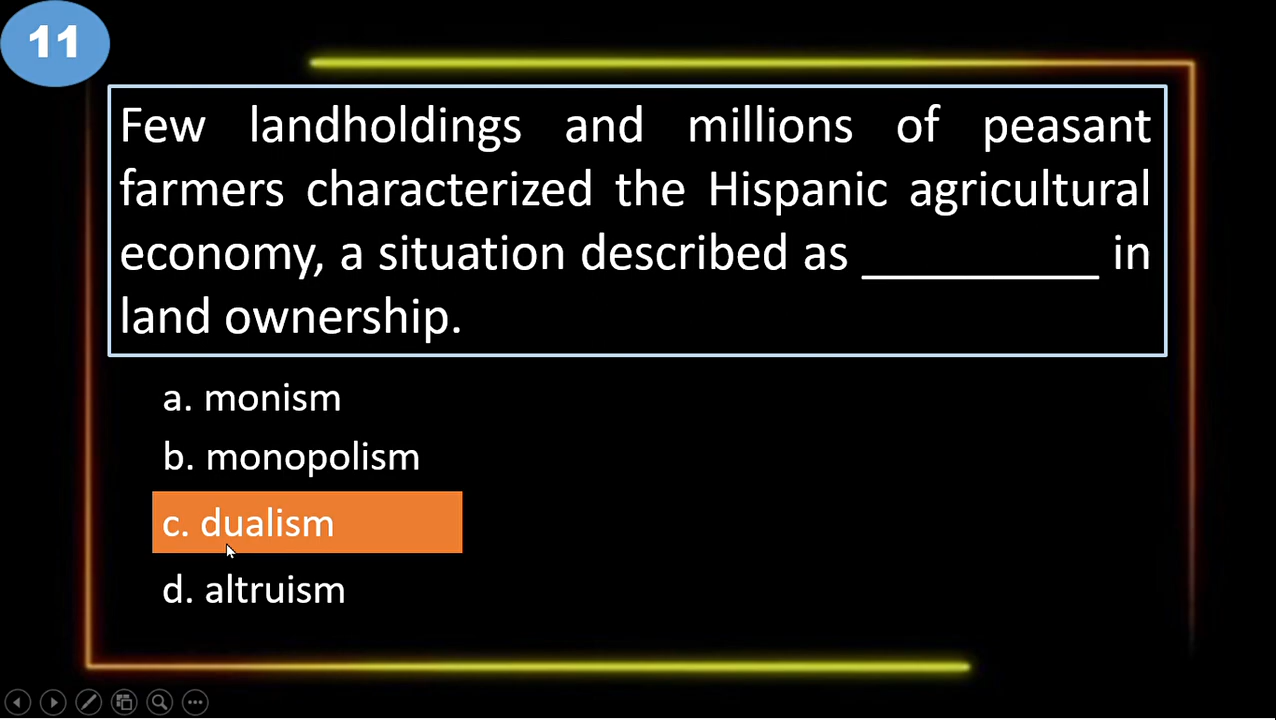 11
Few landholdings and millions of peasant
farmers characterized the Hispanic agricultural
economy, a situation described as __________ in
land ownership.
a. monism
b. monopolism
c. dualism
d. altruism